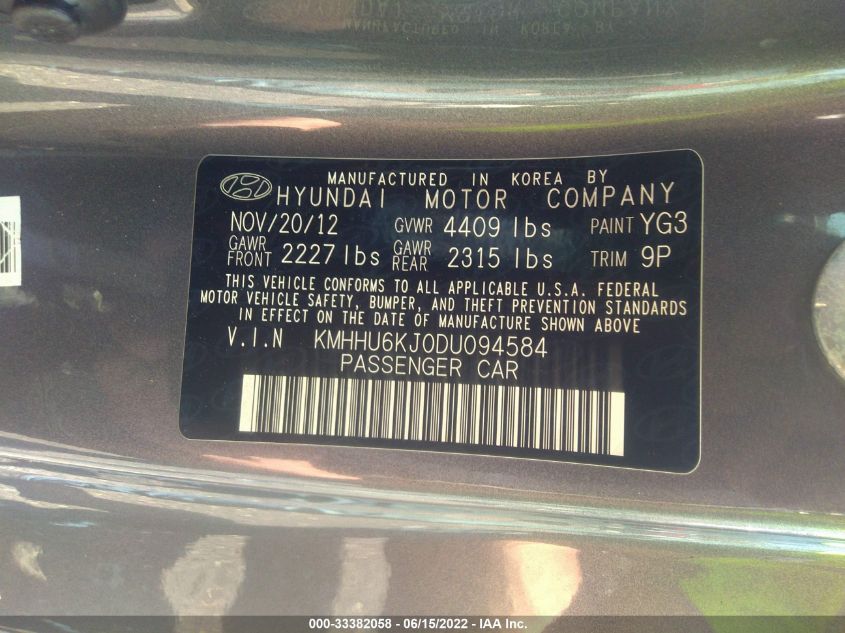 MANUFACTURED IN KOREA BY
HYUNDAI MOTOR COMPANY
NOV/20/12 GVWR 4409 lbs PAINT YG3
GAWR FRONT 2227 lbs GAWR REAR 2315 lbs TRIM 9P
THIS VEHICLE CONFORMS TO ALL APPLICABLE U.S.A. FEDERAL
MOTOR VEHICLE SAFETY, BUMPER, AND THEFT PREVENTION STANDARDS
IN EFFECT ON THE DATE OF MANUFACTURE SHOWN ABOVE
V.I.N KMHHU6KJ0DU094584
PASSENGER CAR
000-33382058 - 06/15/2022 - IAA Inc.